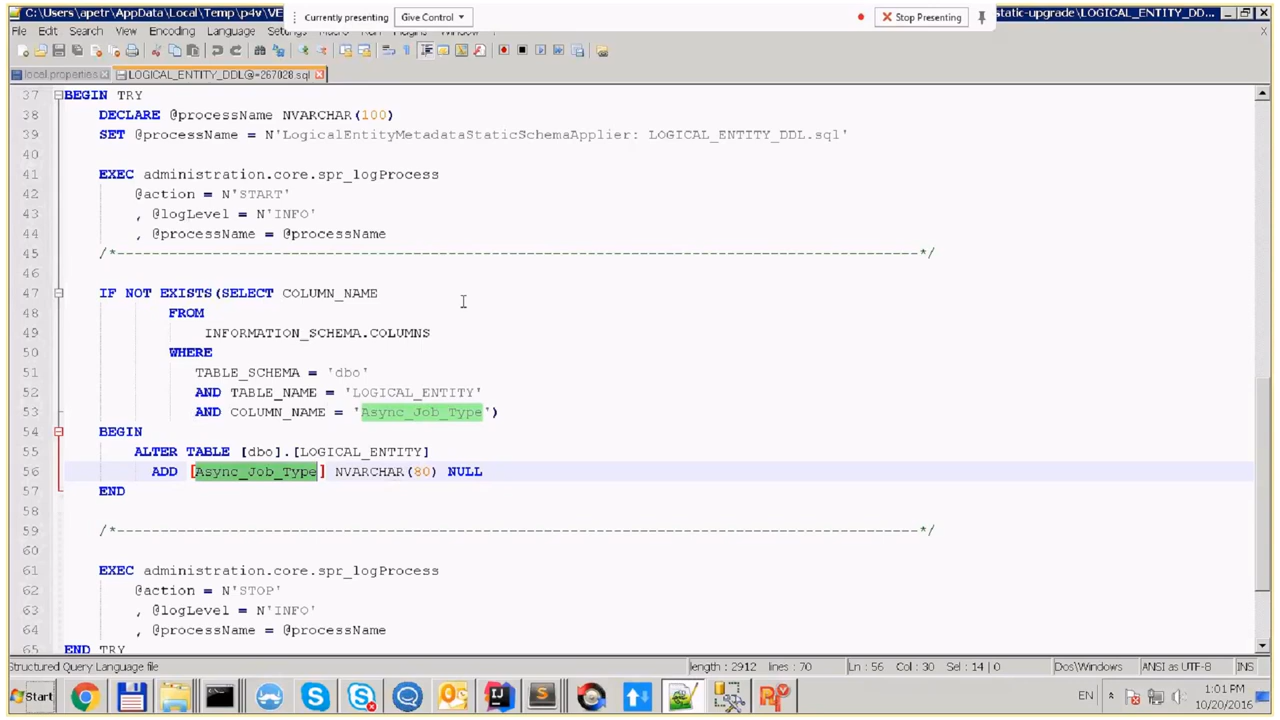 C:\Users\apetr\AppData\Local\Temp\p4v\VE
Currently presenting Give Control Stop Presenting
static-upgrade\LOGICAL_ENTITY_DD...
File Edit Search View Encoding Language Settings Macro Run Plugins Window
X
local properties LOGICAL_ENTITY_DDL@=267028.sql
37 BEGIN TRY
38 DECLARE @processName NVARCHAR(100)
39 SET @processName = N'LogicalEntityMetadataStaticSchemaApplier: LOGICAL_ENTITY_DDL.sql'
40
41 EXEC administration.core.spr_logProcess
42 @action = N'START'
43 , @logLevel = N'INFO'
44 , @processName = @processName
45 /*--------------------------------------------------------------------------------------------*/
46
47 IF NOT EXISTS(SELECT COLUMN_NAME
48 FROM
49 INFORMATION_SCHEMA.COLUMNS
50 WHERE
51 TABLE_SCHEMA = 'dbo'
52 AND TABLE_NAME = 'LOGICAL_ENTITY'
53 AND COLUMN_NAME = 'Async_Job_Type')
54 BEGIN
55 ALTER TABLE [dbo].[LOGICAL_ENTITY]
56 ADD [Async_Job_Type] NVARCHAR(80) NULL
57 END
58
59 /*--------------------------------------------------------------------------------------------*/
60
61 EXEC administration.core.spr_logProcess
62 @action = N'STOP'
63 , @logLevel = N'INFO'
64 , @processName = @processName
65 END TRY
Structured Query Language file length : 2912 lines : 70 Ln : 56 Col : 30 Sel : 14 | 0 Dos\Windows ANSI as UTF-8 INS
Start EN 1:01 PM
10/20/2016